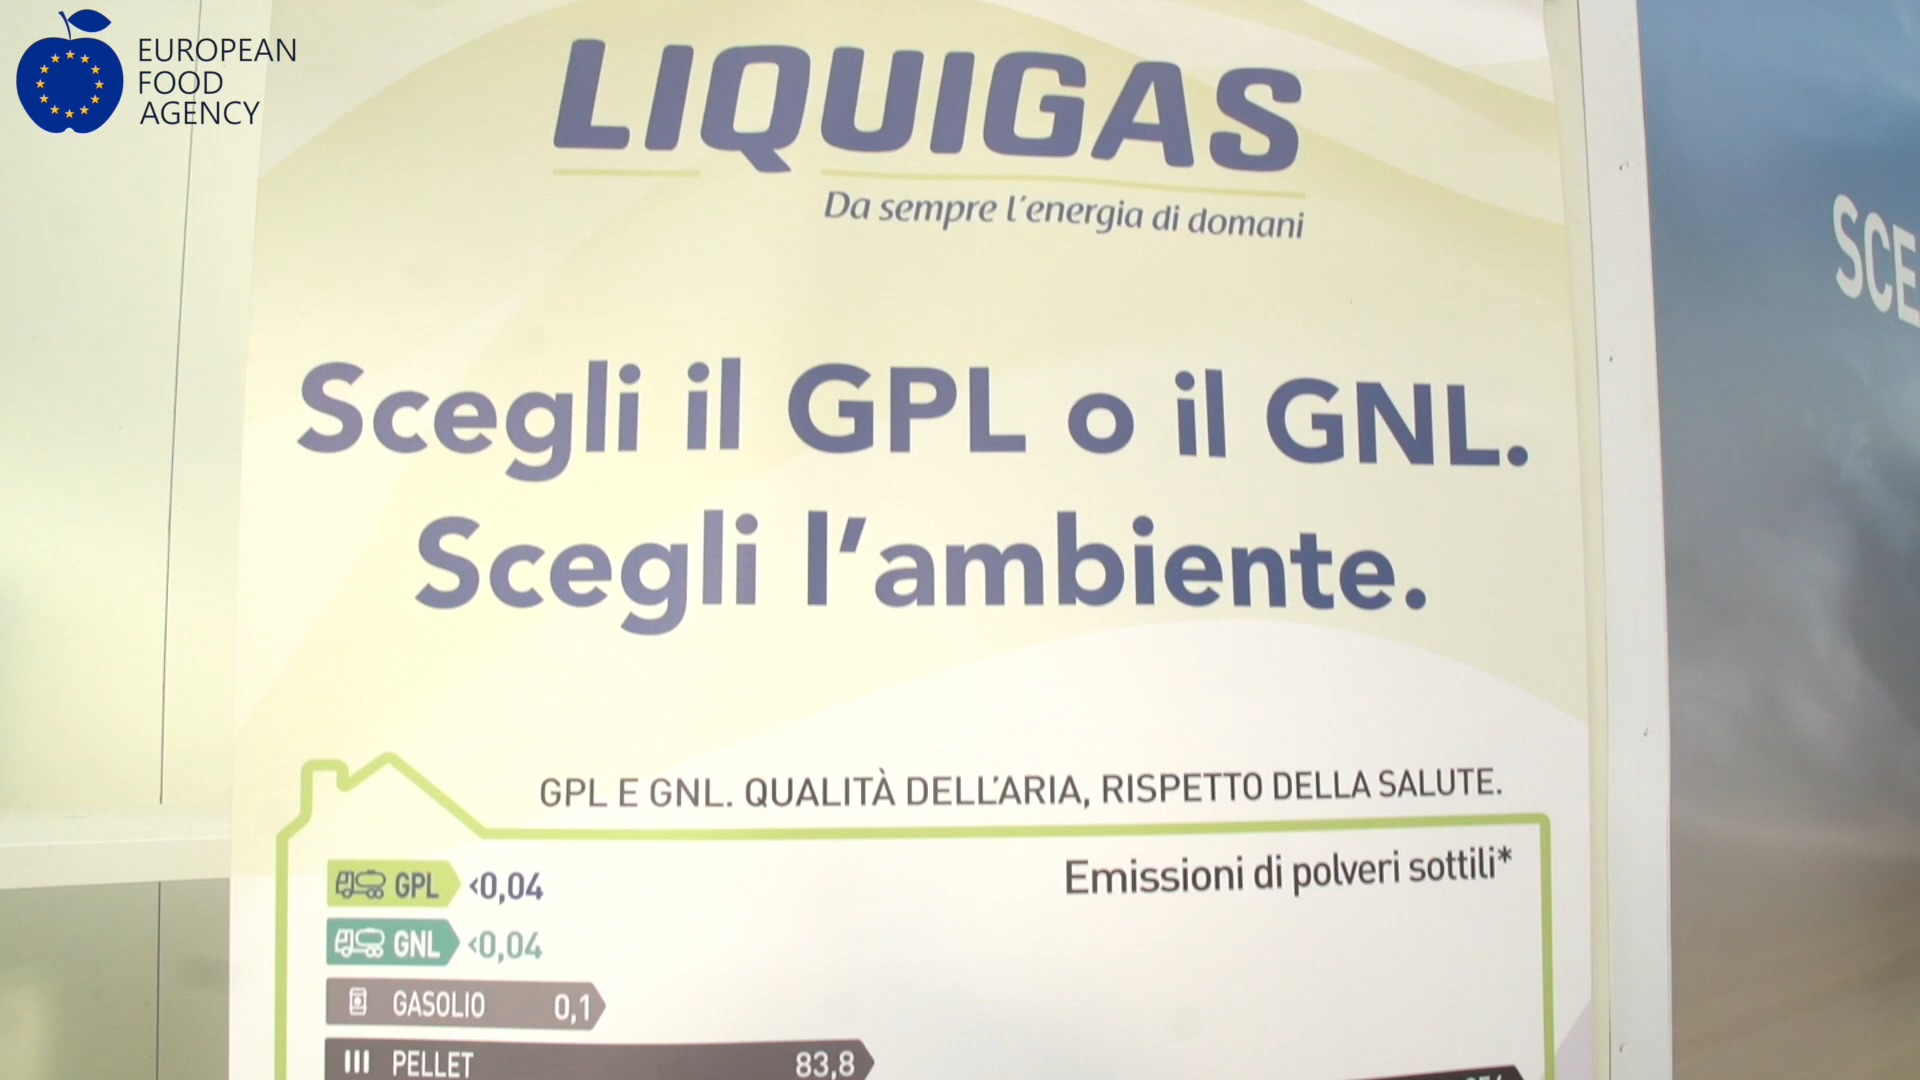 EUROPEAN
FOOD
AGENCY
LIQUIGAS
Da sempre l'energia di domani
Scegli il GPL o il GNL.
Scegli l'ambiente.
GPL E GNL. QUALITÀ DELL'ARIA, RISPETTO DELLA SALUTE.
Emissioni di polveri sottili*
GPL <0,04
GNL <0,04
GASOLIO 0,1
PELLET 83,8
SCE